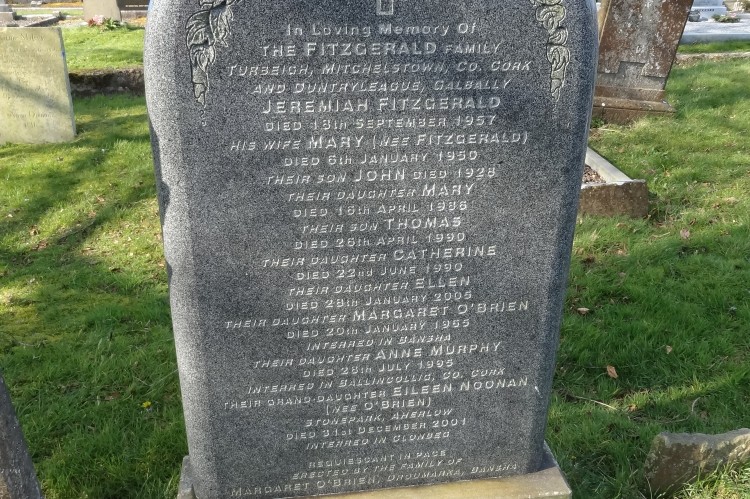 In Loving Memory Of
THE FITZGERALD FAMILY
TURBEIGH, MITCHELSTOWN, CO. CORK
AND DUNTRYLEAGUE, GALBALLY
JEREMIAH FITZGERALD
DIED 18TH SEPTEMBER 1957
HIS WIFE MARY (NEE FITZGERALD)
DIED 6TH JANUARY 1950
THEIR SON JOHN DIED 1928
THEIR DAUGHTER MARY
DIED 16TH APRIL 1986
THEIR SON THOMAS
DIED 26TH APRIL 1990
THEIR DAUGHTER CATHERINE
DIED 22ND JUNE 1990
THEIR DAUGHTER ELLEN
DIED 28TH JANUARY 2005
THEIR DAUGHTER MARGARET O'BRIEN
DIED 20TH JANUARY 1955
INTERRED IN BANSHA
THEIR DAUGHTER ANNE MURPHY
DIED 28TH JULY 1995
INTERRED IN BALLINCOLLIG, CO. CORK
THEIR GRAND-DAUGHTER EILEEN NOONAN
(NEE O'BRIEN)
STONEPARK, AHERLOW
DIED 31ST DECEMBER 2001
INTERRED IN CLONBEG
REQUIESCANT IN PACE
ERECTED BY THE FAMILY OF
MARGARET O'BRIEN, DRUUMARKA, BANSHA